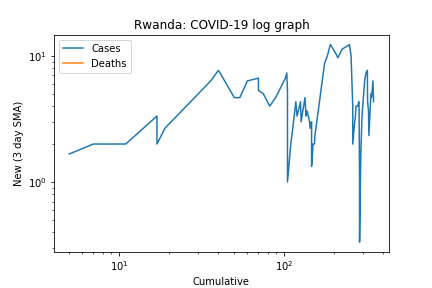 Rwanda: COVID-19 log graph
Cases
Deaths
10¹
10⁰
New (3 day SMA)
10¹ 10²
Cumulative